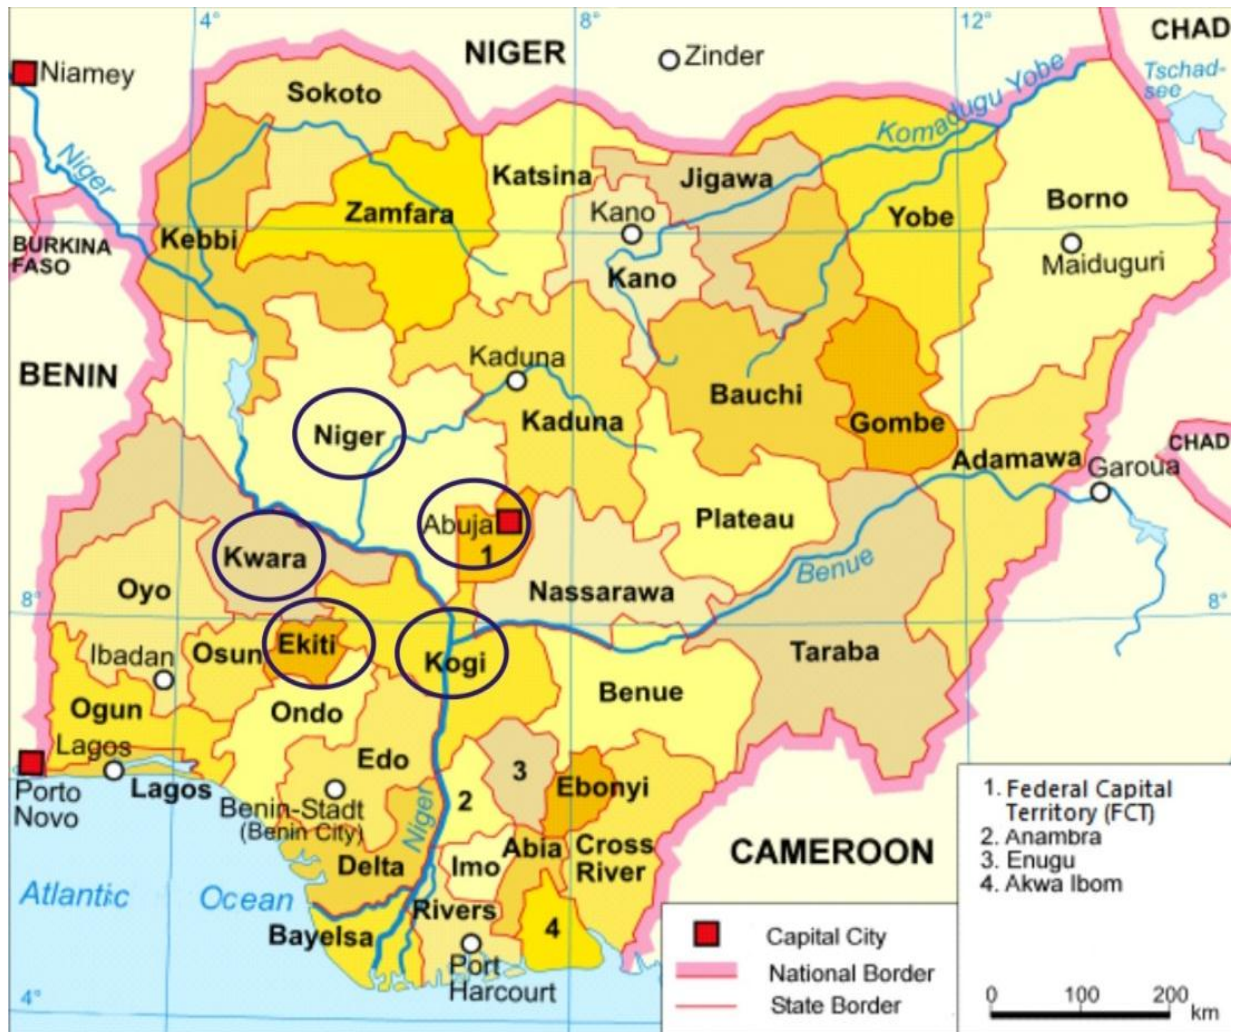 4°
8°
12°
CHAD
NIGER
Zinder
Niamey
Tschad-
see
Komadugu Yobe
Sokoto
Niger
Katsina
Jigawa
Kano
Zamfara
Yobe
Borno
Kebbi
BURKINA
FASO
Maiduguri
Kano
Kaduna
BENIN
Bauchi
Niger
Kaduna
Gombe
CHAD
Adamawa
Garoua
Abuja
1
Plateau
Kwara
Benue
Oyo
Nassarawa
8°
8°
Ekiti
Ibadan
Osun
Kogi
Taraba
Benue
Ogun
Ondo
Lagos
Edo
3
Porto
Novo
Lagos
Benin-Stadt
(Benin City)
Niger
2
Ebonyi
Delta
Imo
Abia
Cross
River
CAMEROON
Atlantic Ocean
Rivers
4
Bayelsa
Port
Harcourt
4°
1. Federal Capital
Territory (FCT)
2. Anambra
3. Enugu
4. Akwa Ibom
Capital City
National Border
State Border
0 100 200
km